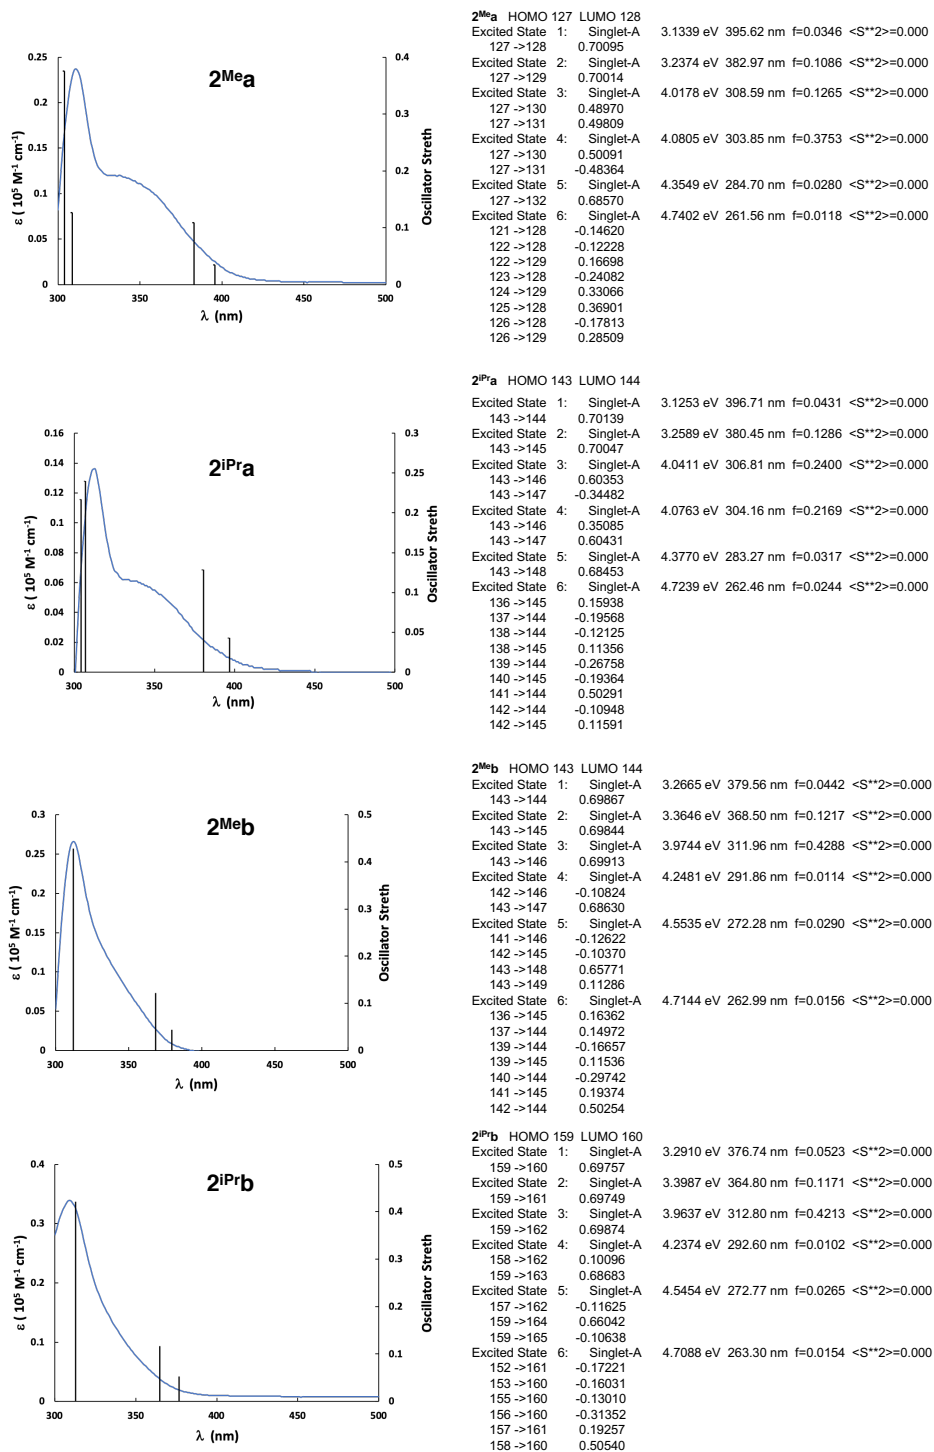 2Mea HOMO 127 LUMO 128
Excited State 1: Singlet-A 3.1339 eV 395.62 nm f=0.0346 <S**2>=0.000
127 ->128 0.70095
Excited State 2: Singlet-A 3.2374 eV 382.97 nm f=0.1086 <S**2>=0.000
127 ->129 0.70014
Excited State 3: Singlet-A 4.0178 eV 308.59 nm f=0.1265 <S**2>=0.000
127 ->130 0.48970
127 ->131 0.49809
Excited State 4: Singlet-A 4.0805 eV 303.85 nm f=0.3753 <S**2>=0.000
127 ->130 0.50091
127 ->131 -0.48364
Excited State 5: Singlet-A 4.3549 eV 284.70 nm f=0.0280 <S**2>=0.000
127 ->132 0.68570
Excited State 6: Singlet-A 4.7402 eV 261.56 nm f=0.0118 <S**2>=0.000
121 ->128 -0.14620
122 ->128 -0.12228
122 ->129 0.16698
123 ->128 -0.24082
124 ->129 0.33066
125 ->128 0.36901
126 ->128 -0.17813
126 ->129 0.28509
2Mea
ε ( 10⁵ M⁻¹ cm⁻¹)
0.25
0.2
0.15
0.1
0.05
0
0.4
0.3
0.2
0.1
0
Oscillator Streth
300 350 400 450 500
λ (nm)
2iPra HOMO 143 LUMO 144
Excited State 1: Singlet-A 3.1253 eV 396.71 nm f=0.0431 <S**2>=0.000
143 ->144 0.70139
Excited State 2: Singlet-A 3.2589 eV 380.45 nm f=0.1286 <S**2>=0.000
143 ->145 0.70047
Excited State 3: Singlet-A 4.0411 eV 306.81 nm f=0.2400 <S**2>=0.000
143 ->146 0.60353
143 ->147 -0.34482
Excited State 4: Singlet-A 4.0763 eV 304.16 nm f=0.2169 <S**2>=0.000
143 ->146 0.35085
143 ->147 0.60431
Excited State 5: Singlet-A 4.3770 eV 283.27 nm f=0.0317 <S**2>=0.000
143 ->148 0.68453
Excited State 6: Singlet-A 4.7239 eV 262.46 nm f=0.0244 <S**2>=0.000
136 ->145 0.15938
137 ->144 -0.19568
138 ->144 -0.12125
138 ->145 0.11356
139 ->144 -0.26758
140 ->145 -0.19364
141 ->144 0.50291
142 ->144 -0.10948
142 ->145 0.11591
2iPra
ε ( 10⁵ M⁻¹ cm⁻¹)
0.16
0.14
0.12
0.1
0.08
0.06
0.04
0.02
0
0.3
0.25
0.2
0.15
0.1
0.05
0
Oscillator Streth
300 350 400 450 500
λ (nm)
2Meb HOMO 143 LUMO 144
Excited State 1: Singlet-A 3.2665 eV 379.56 nm f=0.0442 <S**2>=0.000
143 ->144 0.69867
Excited State 2: Singlet-A 3.3646 eV 368.50 nm f=0.1217 <S**2>=0.000
143 ->145 0.69844
Excited State 3: Singlet-A 3.9744 eV 311.96 nm f=0.4288 <S**2>=0.000
143 ->146 0.69913
Excited State 4: Singlet-A 4.2481 eV 291.86 nm f=0.0114 <S**2>=0.000
142 ->146 -0.10824
143 ->147 0.68630
Excited State 5: Singlet-A 4.5535 eV 272.28 nm f=0.0290 <S**2>=0.000
141 ->146 -0.12622
142 ->145 -0.10370
143 ->148 0.65771
143 ->149 0.11286
Excited State 6: Singlet-A 4.7144 eV 262.99 nm f=0.0156 <S**2>=0.000
136 ->145 0.16362
137 ->144 0.14972
139 ->144 -0.16657
139 ->145 0.11536
140 ->144 -0.29742
141 ->145 0.19374
142 ->144 0.50254
2Meb
ε ( 10⁵ M⁻¹ cm⁻¹)
0.3
0.25
0.2
0.15
0.1
0.05
0
0.5
0.4
0.3
0.2
0.1
0
Oscillator Streth
300 350 400 450 500
λ (nm)
2iPrb HOMO 159 LUMO 160
Excited State 1: Singlet-A 3.2910 eV 376.74 nm f=0.0523 <S**2>=0.000
159 ->160 0.69757
Excited State 2: Singlet-A 3.3987 eV 364.80 nm f=0.1171 <S**2>=0.000
159 ->161 0.69749
Excited State 3: Singlet-A 3.9637 eV 312.80 nm f=0.4213 <S**2>=0.000
159 ->162 0.69874
Excited State 4: Singlet-A 4.2374 eV 292.60 nm f=0.0102 <S**2>=0.000
158 ->162 0.10096
159 ->163 0.68683
Excited State 5: Singlet-A 4.5454 eV 272.77 nm f=0.0265 <S**2>=0.000
157 ->162 -0.11625
159 ->164 0.66042
159 ->165 -0.10638
Excited State 6: Singlet-A 4.7088 eV 263.30 nm f=0.0154 <S**2>=0.000
152 ->161 -0.17221
153 ->160 -0.16031
155 ->160 -0.13010
156 ->160 -0.31352
157 ->161 0.19257
158 ->160 0.50540
2iPrb
ε ( 10⁵ M⁻¹ cm⁻¹)
0.4
0.3
0.2
0.1
0
0.5
0.4
0.3
0.2
0.1
0
Oscillator Streth
300 350 400 450 500
λ (nm)